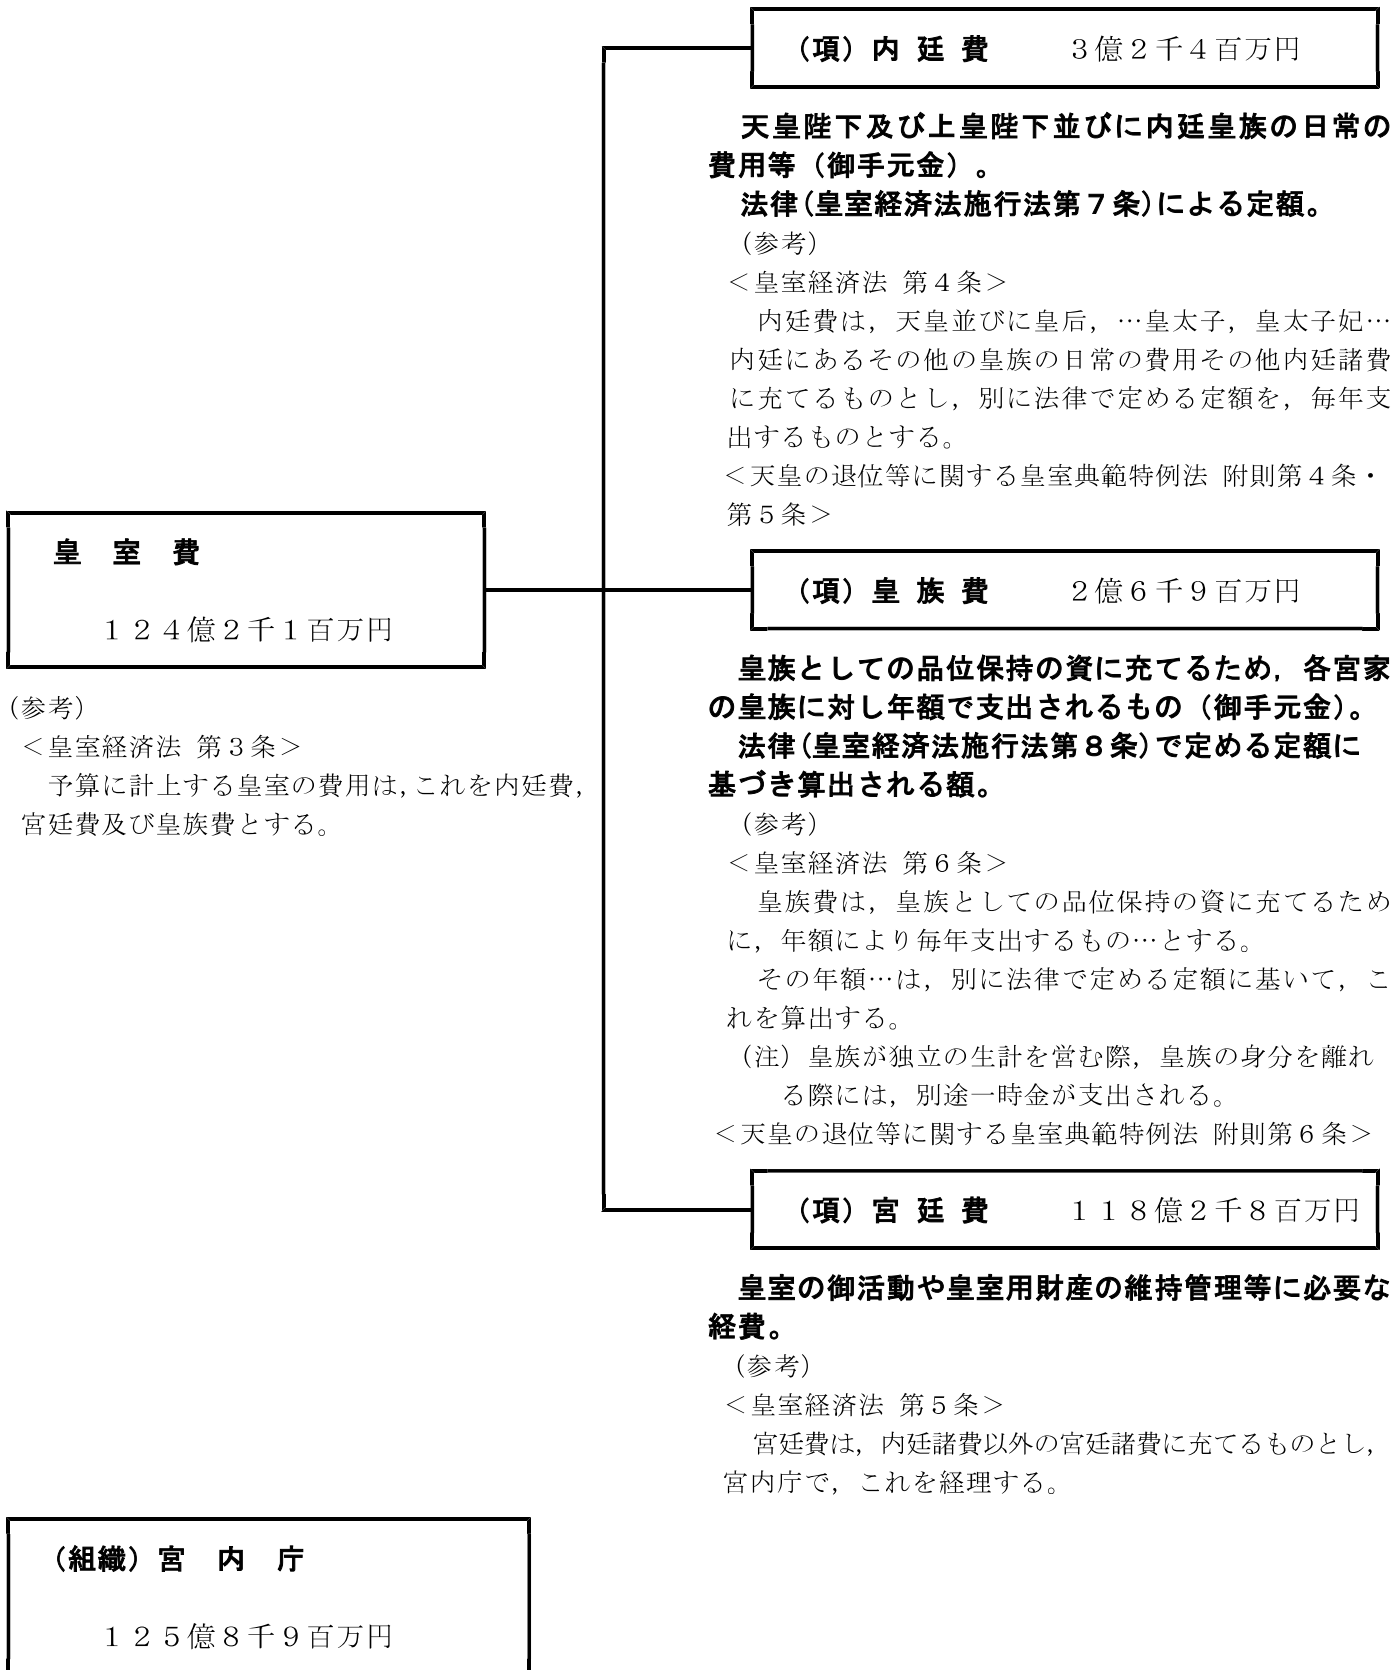 (項) 内 廷 費　　３億２千４百万円
天皇陛下及び上皇陛下並びに内廷皇族の日常の
費用等（御手元金）。
法律(皇室経済法施行法第７条)による定額。
（参考）
＜皇室経済法 第４条＞
内廷費は，天皇並びに皇后，…皇太子，皇太子妃…
内廷にあるその他の皇族の日常の費用その他内廷諸費
に充てるものとし，別に法律で定める定額を，毎年支
出するものとする。
＜天皇の退位等に関する皇室典範特例法 附則第４条・
第５条＞
皇　室　費
１２４億２千１百万円
（参考）
＜皇室経済法 第３条＞
予算に計上する皇室の費用は，これを内廷費，
宮廷費及び皇族費とする。
(項) 皇 族 費　　２億６千９百万円
皇族としての品位保持の資に充てるため，各宮家
の皇族に対し年額で支出されるもの（御手元金）。
法律(皇室経済法施行法第８条)で定める定額に
基づき算出される額。
（参考）
＜皇室経済法 第６条＞
皇族費は，皇族としての品位保持の資に充てるため
に，年額により毎年支出するもの…とする。
その年額…は，別に法律で定める定額に基いて，こ
れを算出する。
（注）皇族が独立の生計を営む際，皇族の身分を離れ
る際には，別途一時金が支出される。
＜天皇の退位等に関する皇室典範特例法 附則第６条＞
(項) 宮 廷 費　　１１８億２千８百万円
皇室の御活動や皇室用財産の維持管理等に必要な
経費。
（参考）
＜皇室経済法 第５条＞
宮廷費は，内廷諸費以外の宮廷諸費に充てるものとし，
宮内庁で，これを経理する。
(組織) 宮　内　庁
１２５億８千９百万円